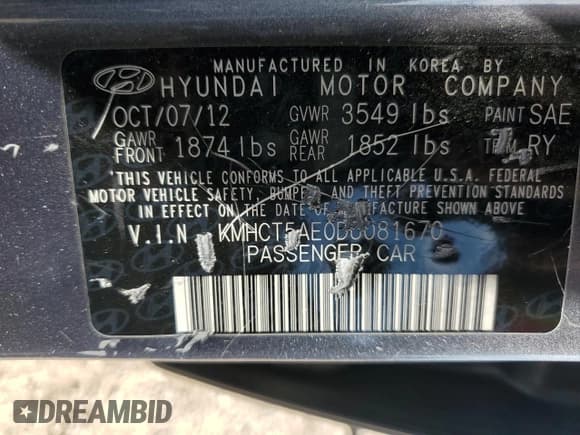 MANUFACTURED IN KOREA BY
HYUNDAI MOTOR COMPANY
OCT/07/12 GVWR 3549 lbs PAINT SAE
GAWR FRONT 1874 lbs GAWR REAR 1852 lbs TRIM RY
THIS VEHICLE CONFORMS TO ALL APPLICABLE U.S.A. FEDERAL
MOTOR VEHICLE SAFETY, BUMPER, AND THEFT PREVENTION STANDARDS
IN EFFECT ON THE DATE OF MANUFACTURE SHOWN ABOVE.
V.I.N
PASSENGER CAR
DREAMBID